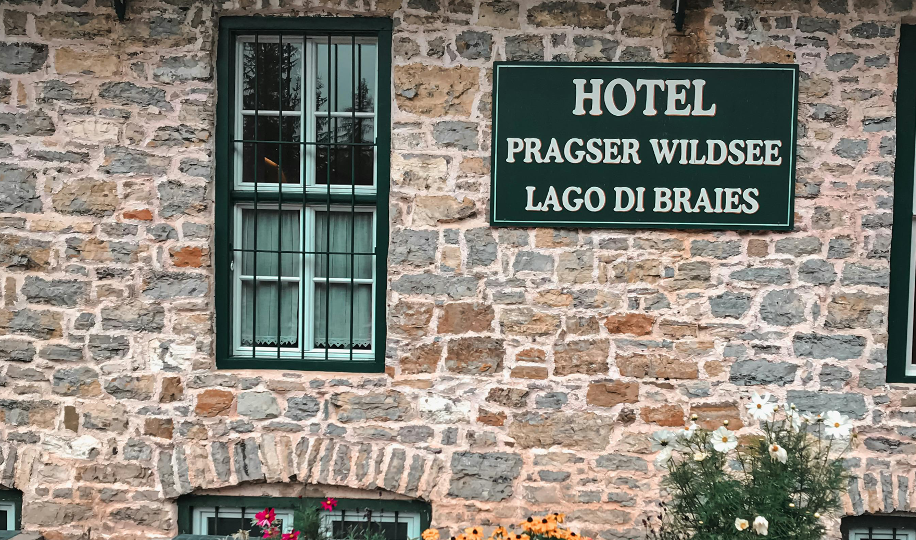 HOTEL
PRAGSER WILDSEE
LAGO DI BRAIES